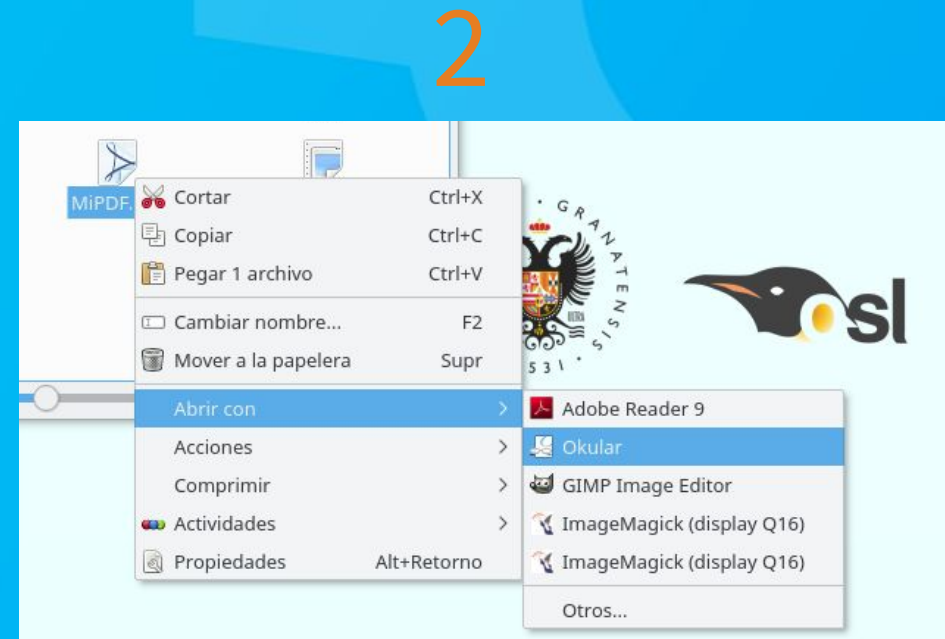 2
MiPDF.
Cortar Ctrl+X
Copiar Ctrl+C
Pegar 1 archivo Ctrl+V
Cambiar nombre... F2
Mover a la papelera Supr
Abrir con
Acciones
Comprimir
Actividades
Propiedades Alt+Retorno
Adobe Reader 9
Okular
GIMP Image Editor
ImageMagick (display Q16)
ImageMagick (display Q16)
Otros...
· GRANATENSIS ·
531
osl